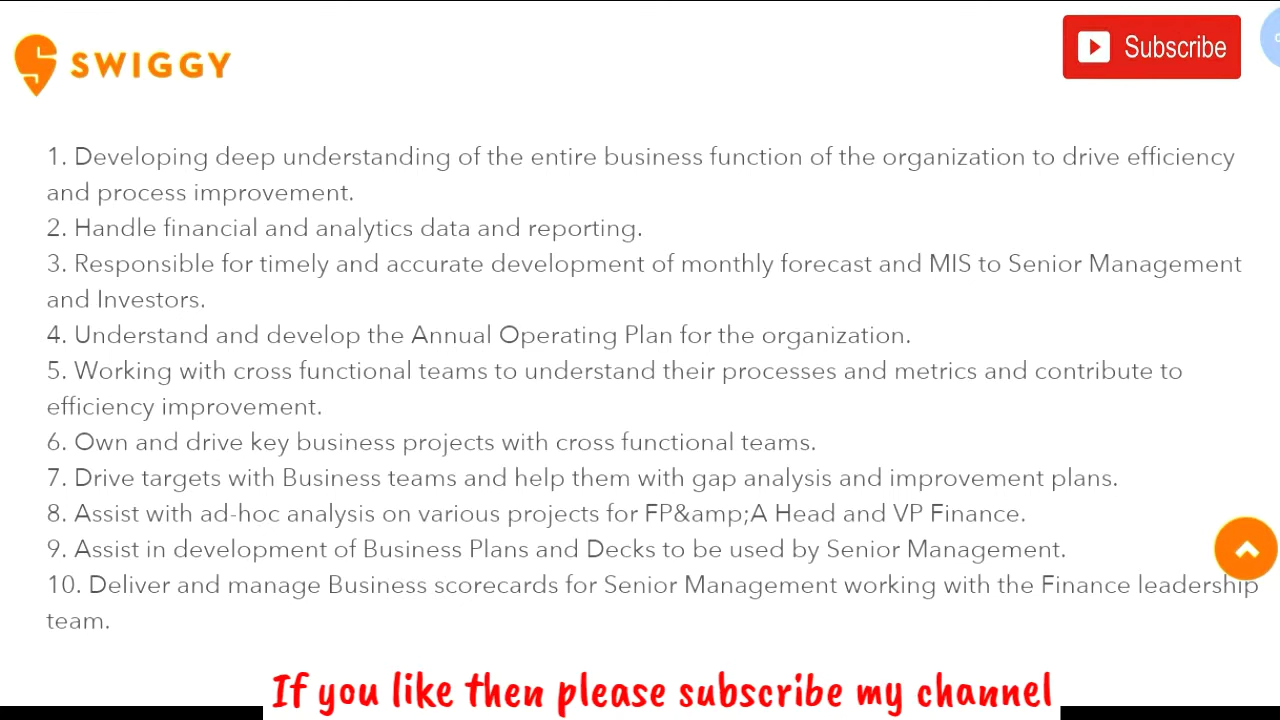 SWIGGY
Subscribe
1. Developing deep understanding of the entire business function of the organization to drive efficiency
and process improvement.
2. Handle financial and analytics data and reporting.
3. Responsible for timely and accurate development of monthly forecast and MIS to Senior Management
and Investors.
4. Understand and develop the Annual Operating Plan for the organization.
5. Working with cross functional teams to understand their processes and metrics and contribute to
efficiency improvement.
6. Own and drive key business projects with cross functional teams.
7. Drive targets with Business teams and help them with gap analysis and improvement plans.
8. Assist with ad-hoc analysis on various projects for FP&amp;A Head and VP Finance.
9. Assist in development of Business Plans and Decks to be used by Senior Management.
10. Deliver and manage Business scorecards for Senior Management working with the Finance leadership
team.
If you like then please subscribe my channel